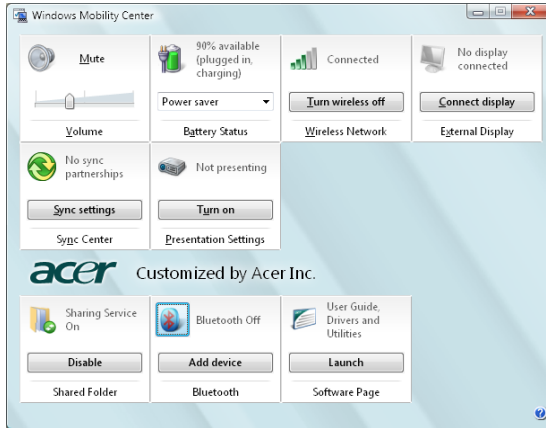 Windows Mobility Center
Mute
Volume
90% available
(plugged in,
charging)
Power saver
Battery Status
Connected
Turn wireless off
Wireless Network
No display
connected
Connect display
External Display
No sync
partnerships
Sync settings
Sync Center
Not presenting
Turn on
Presentation Settings
acer Customized by Acer Inc.
Sharing Service
On
Disable
Shared Folder
Bluetooth Off
Add device
Bluetooth
User Guide,
Drivers and
Utilities
Launch
Software Page